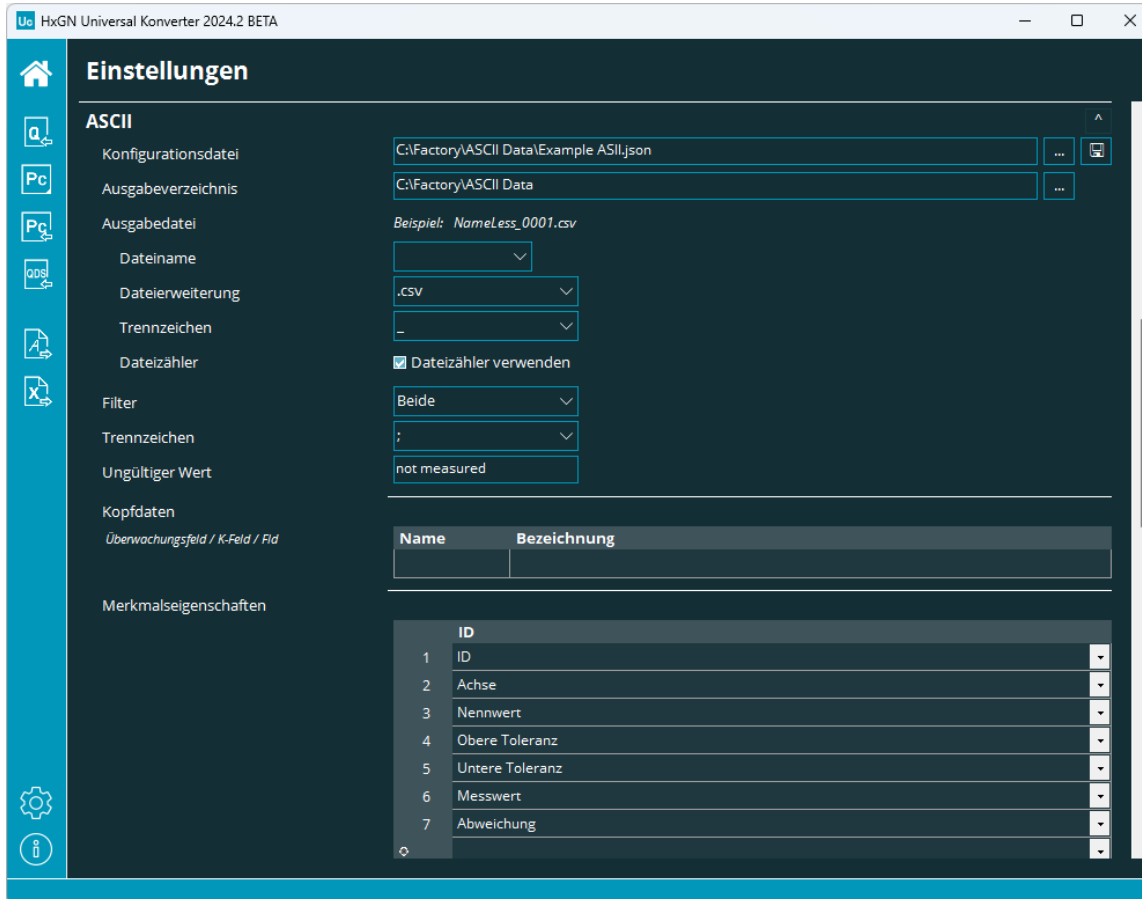 Uc HxGN Universal Konverter 2024.2 BETA
Einstellungen
ASCII
Konfigurationsdatei C:\Factory\ASCII Data\Example ASII.json ...
Ausgabeverzeichnis C:\Factory\ASCII Data ...
Ausgabedatei Beispiel: NameLess_0001.csv
Dateiname
Dateierweiterung .csv
Trennzeichen _
Dateizähler Dateizähler verwenden
Filter Beide
Trennzeichen ;
Ungültiger Wert not measured
Kopfdaten
Überwachungsfeld / K-Feld / Fld Name Bezeichnung
Merkmalseigenschaften
ID
1 ID
2 Achse
3 Nennwert
4 Obere Toleranz
5 Untere Toleranz
6 Messwert
7 Abweichung
Q
Pc
Pc
QDS
A
X